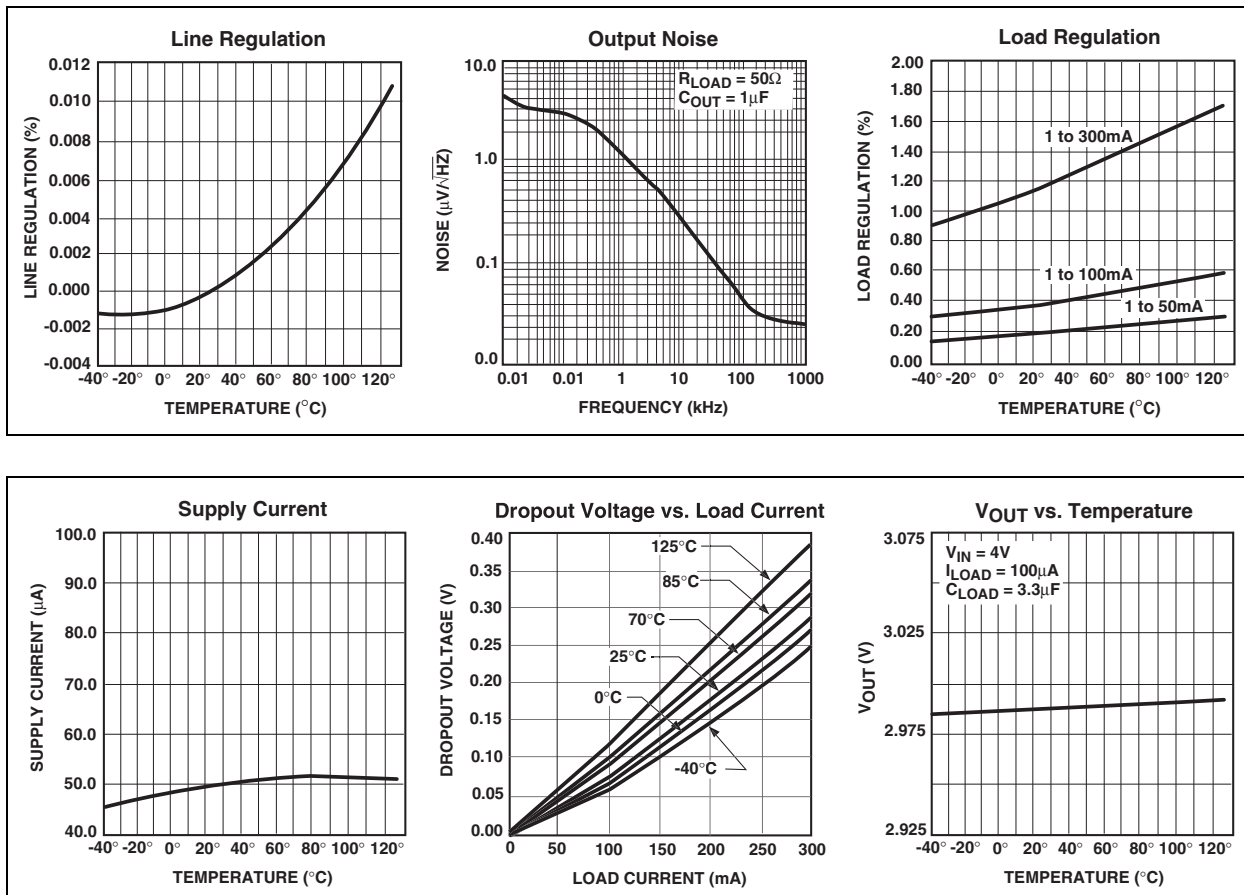 Line Regulation
0.012
0.010
0.008
0.006
0.004
0.002
0.000
-0.002
-0.004
LINE REGULATION (%)
-40° -20° 0° 20° 40° 60° 80° 100° 120°
TEMPERATURE (°C)
Output Noise
10.0
1.0
0.1
0.0
NOISE (μV/√HZ)
RLOAD = 50Ω
COUT = 1μF
0.01 0.01 1 10 100 1000
FREQUENCY (kHz)
Load Regulation
2.00
1.80
1.60
1.40
1.20
1.00
0.80
0.60
0.40
0.20
0.00
LOAD REGULATION (%)
1 to 300mA
1 to 100mA
1 to 50mA
-40° -20° 0° 20° 40° 60° 80° 100° 120°
TEMPERATURE (°C)
Supply Current
100.0
90.0
80.0
70.0
60.0
50.0
40.0
SUPPLY CURRENT (μA)
-40° -20° 0° 20° 40° 60° 80° 100° 120°
TEMPERATURE (°C)
Dropout Voltage vs. Load Current
0.40
0.35
0.30
0.25
0.20
0.15
0.10
0.05
0.00
DROPOUT VOLTAGE (V)
125°C
85°C
70°C
25°C
0°C
-40°C
0 50 100 150 200 250 300
LOAD CURRENT (mA)
VOUT vs. Temperature
3.075
3.025
2.975
2.925
VOUT (V)
VIN = 4V
ILOAD = 100μA
CLOAD = 3.3μF
-40° -20° 0° 20° 40° 60° 80° 100° 120°
TEMPERATURE (°C)